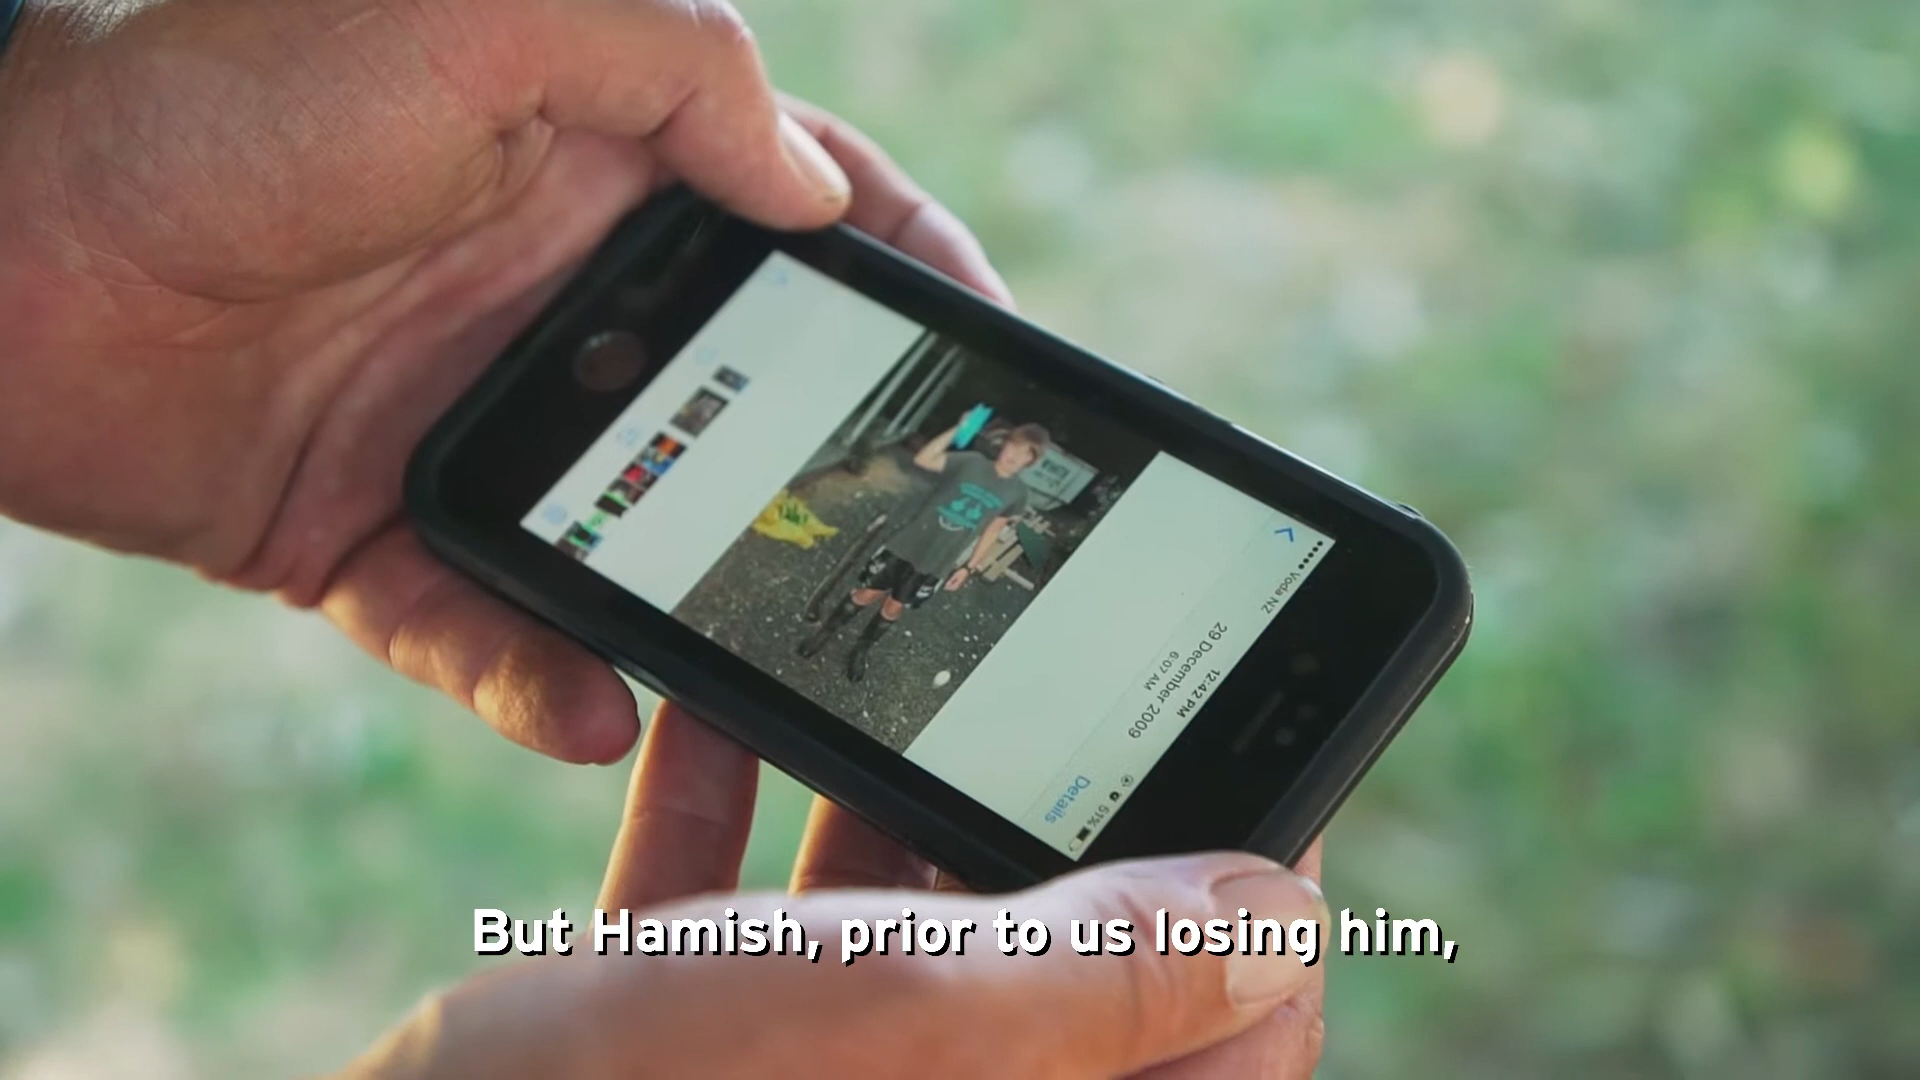 Voda NZ
12:42 PM
61%
29 December 2009
6:07 AM
Details
But Hamish, prior to us losing him,